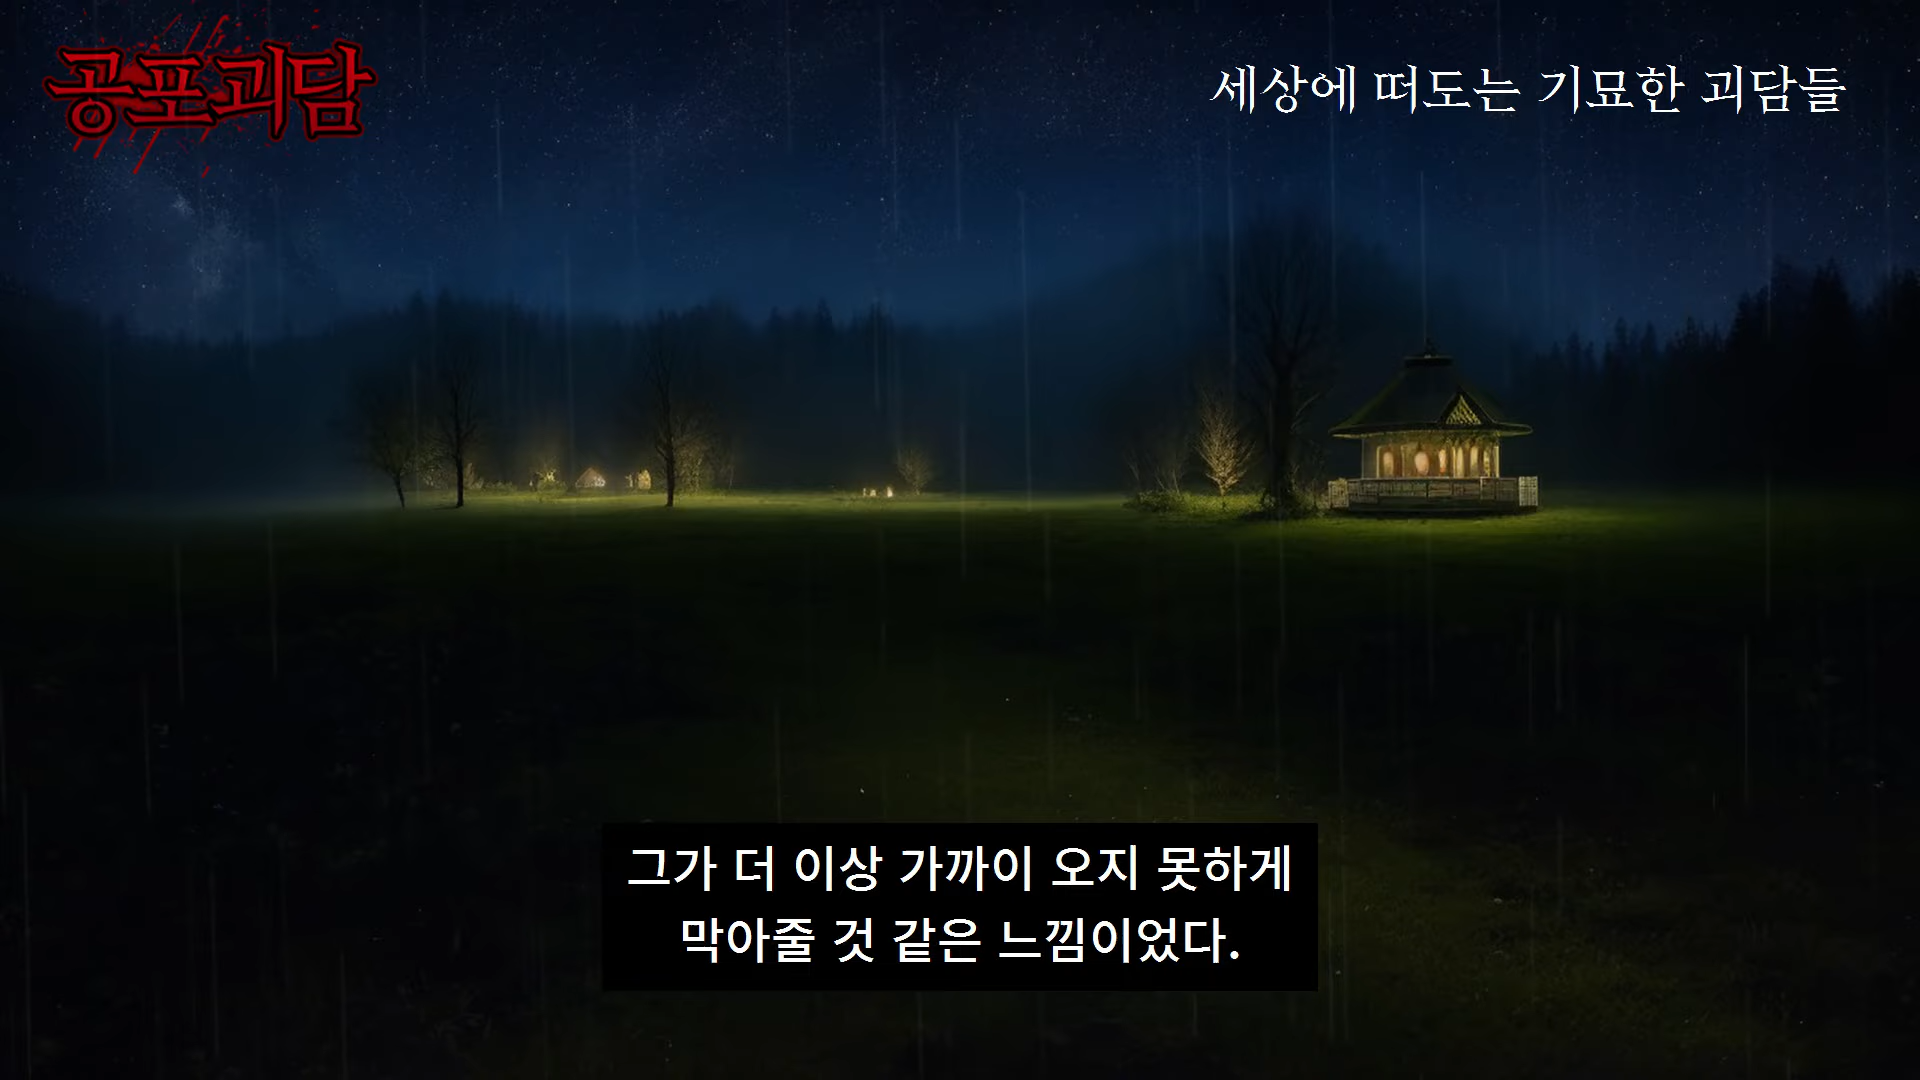 공포괴담
세상에 떠도는 기묘한 괴담들
그가 더 이상 가까이 오지 못하게
막아줄 것 같은 느낌이었다.